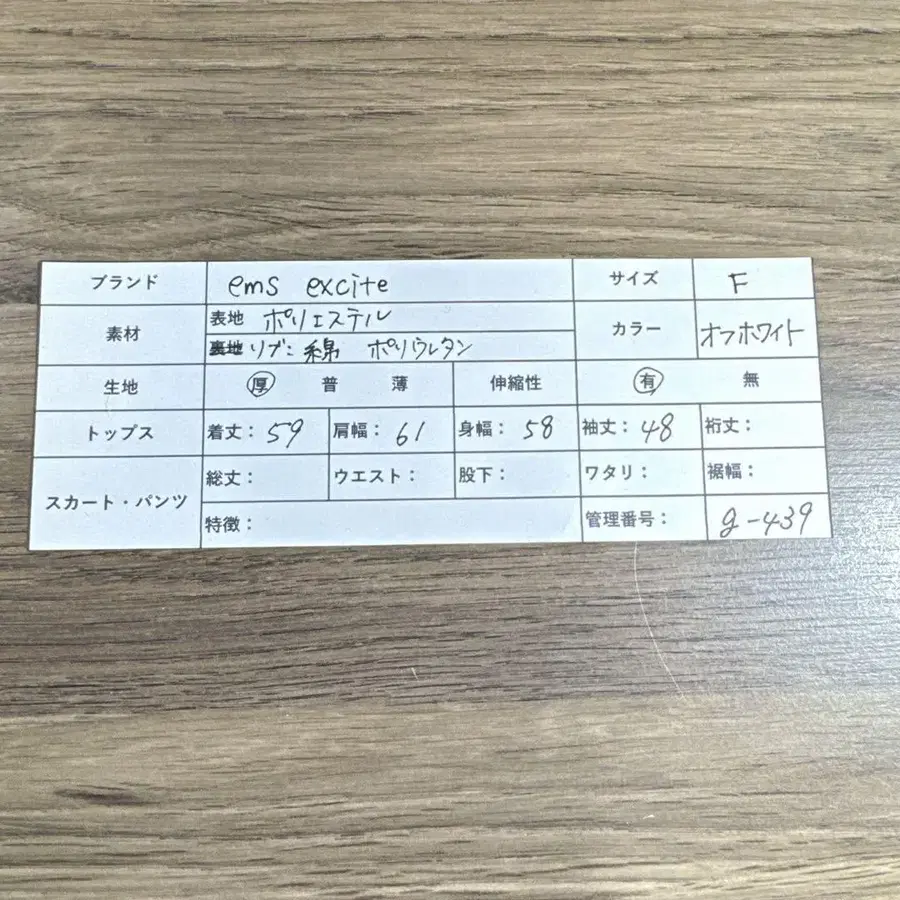 ブランド ems excite サイズ F
素材 表地 ポリエステル カラー オフホワイト
裏地 リブ: 綿 ポリウレタン
生地 厚 普 薄 伸縮性 有 無
トップス 着丈: 59 肩幅: 61 身幅: 58 袖丈: 48 裄丈:
スカート・パンツ 総丈: ウエスト: 股下: ワタリ: 裾幅:
特徴: 管理番号: g-439